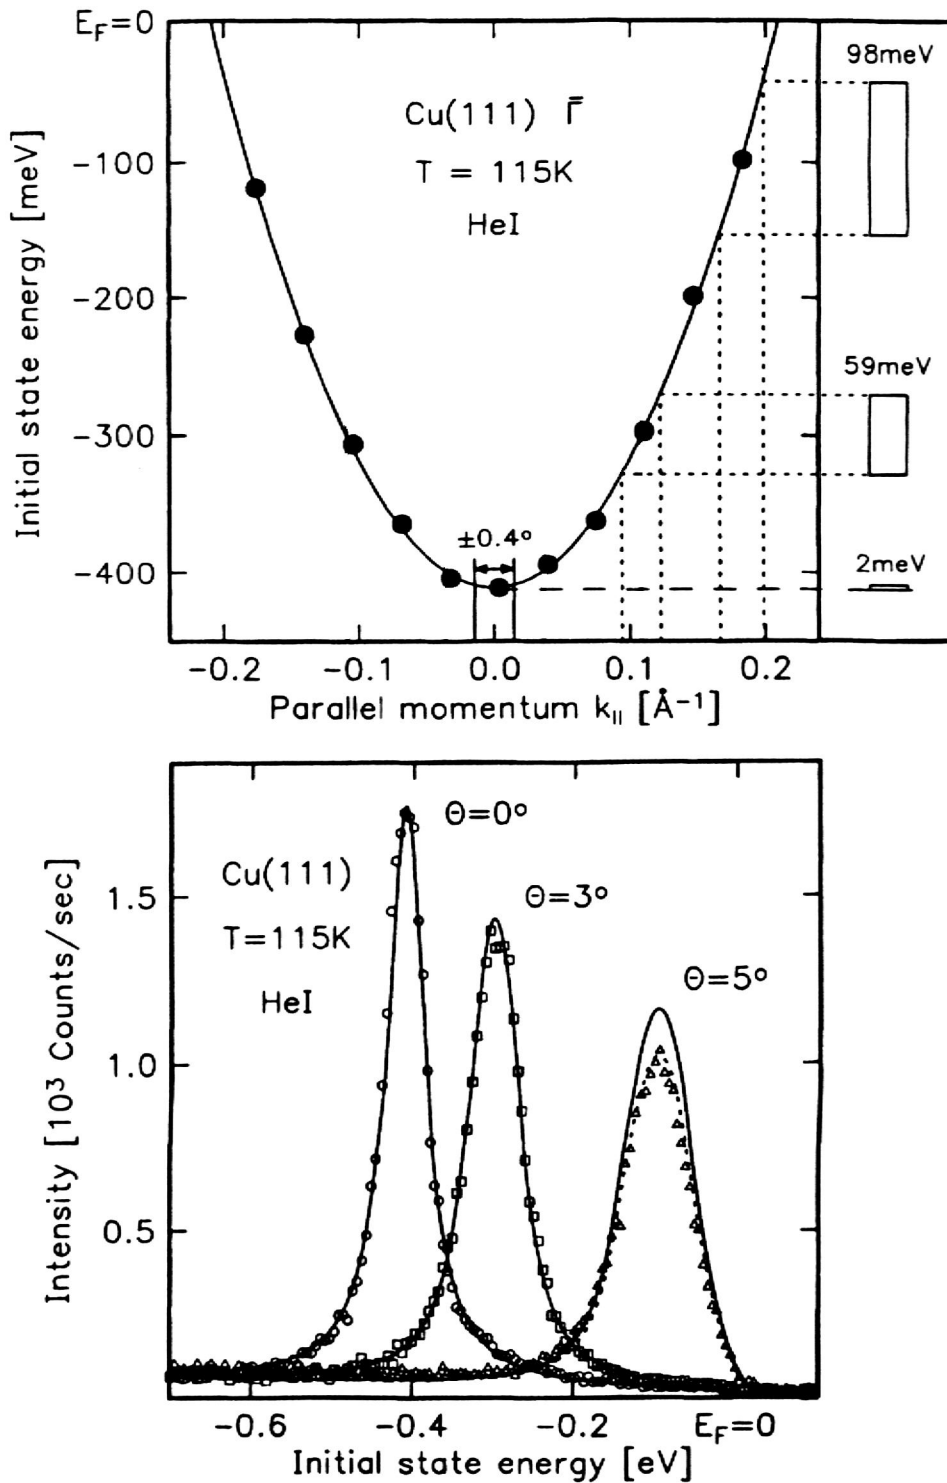 E_F=0
98meV
Cu(111) Γ̄
T = 115K
HeI
-100
-200
59meV
-300
±0.4°
2meV
-400
Initial state energy [meV]
-0.2 -0.1 0.0 0.1 0.2
Parallel momentum k_|| [Å⁻¹]
Θ=0°
Cu(111)
1.5
Θ=3°
T=115K
Θ=5°
HeI
1.0
0.5
Intensity [10³ Counts/sec]
-0.6 -0.4 -0.2 E_F=0
Initial state energy [eV]